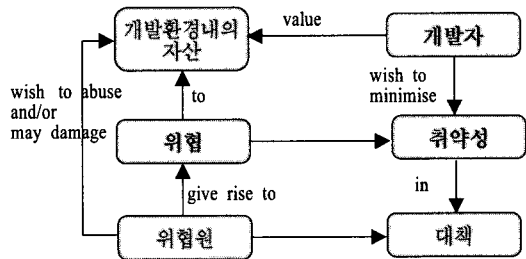 개발환경내의
자산
value
개발자
wish to abuse
and/or
may damage
to
wish to
minimise
위협
취약성
give rise to
in
위협원
대책